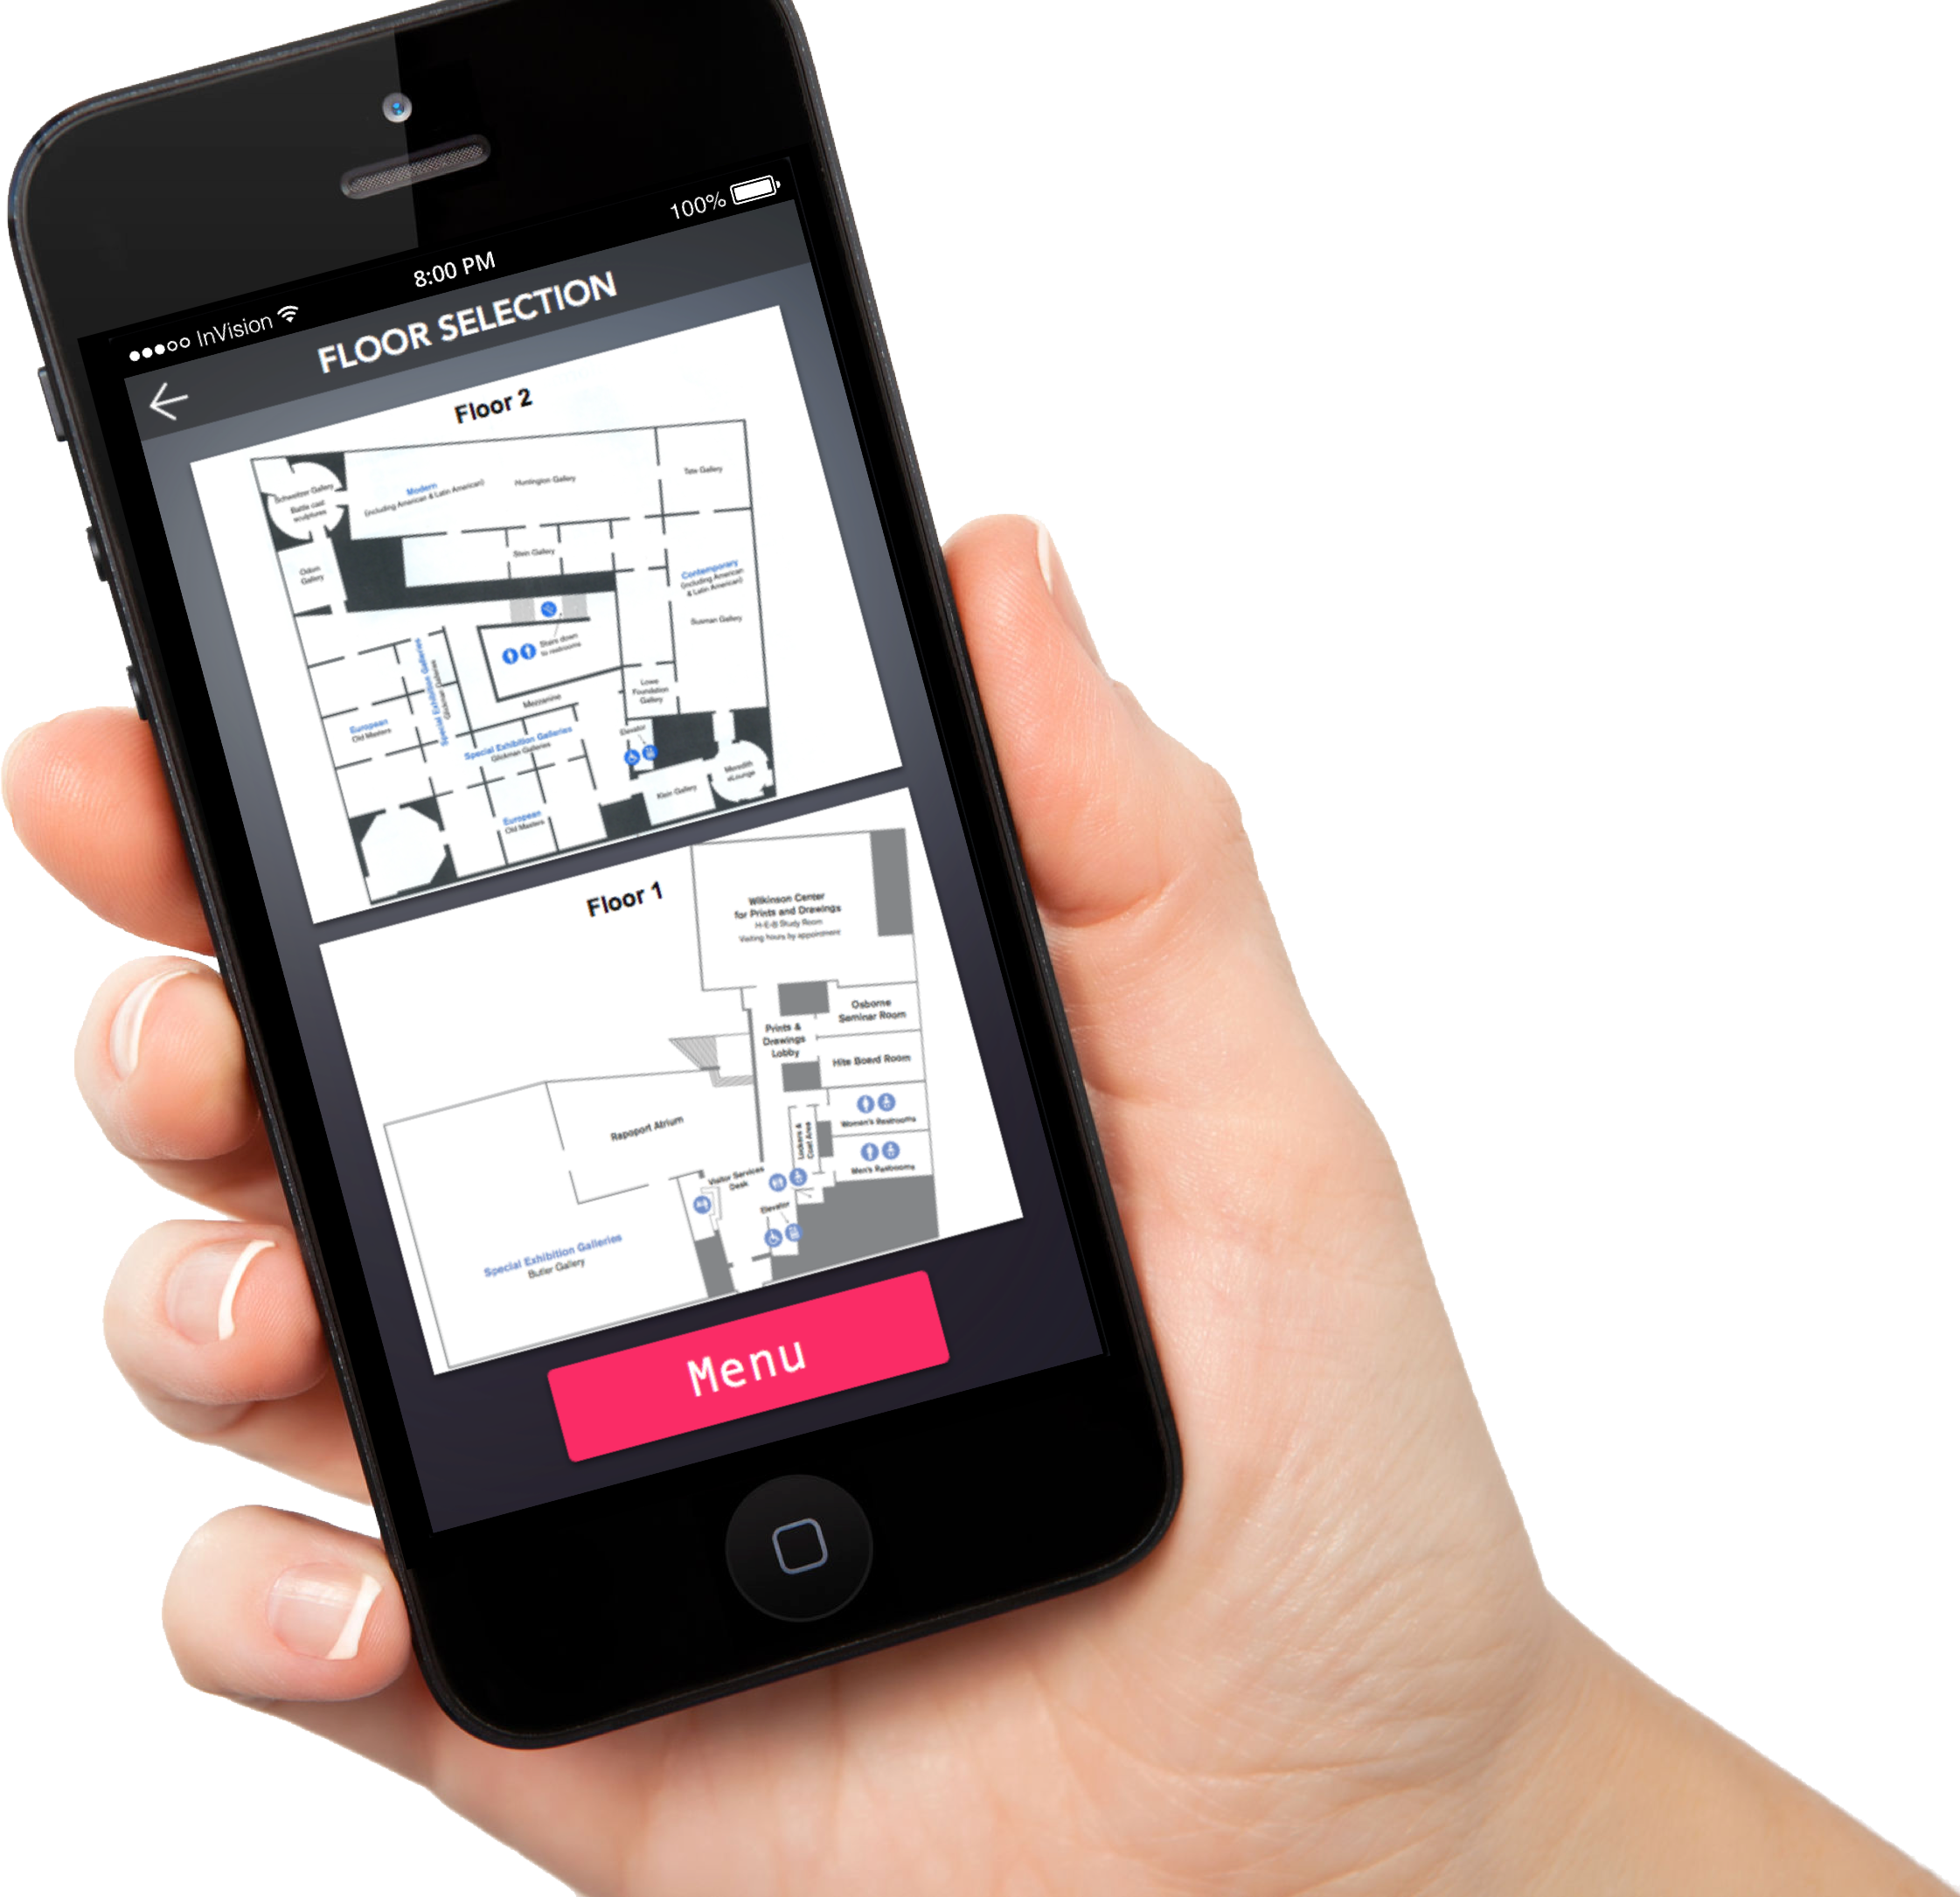 ●●●○○ InVision
8:00 PM
100%
FLOOR SELECTION
Floor 2
Schweitzer Gallery
Battle cast
sculptures
Modern
(including American & Latin American)
Huntington Gallery
Tate Gallery
Odom
Gallery
Stein Gallery
Contemporary
(including American
& Latin American)
Susman Gallery
Stairs down
to restrooms
Special Exhibition Galleries
Glickman Galleries
Lowe
Foundation
Gallery
Mezzanine
European
Old Masters
Special Exhibition Galleries
Glickman Galleries
Elevator
Klein Gallery
Meredith
eLounge
European
Old Masters
Floor 1
Wilkinson Center
for Prints and Drawings
H-E-B Study Room
Visiting hours by appointment
Osborne
Seminar Room
Prints &
Drawings
Lobby
Hite Board Room
Women's Restrooms
Rapoport Atrium
Lockers &
Coat Area
Men's Restrooms
Visitor Services
Desk
Elevator
Special Exhibition Galleries
Butler Gallery
Menu